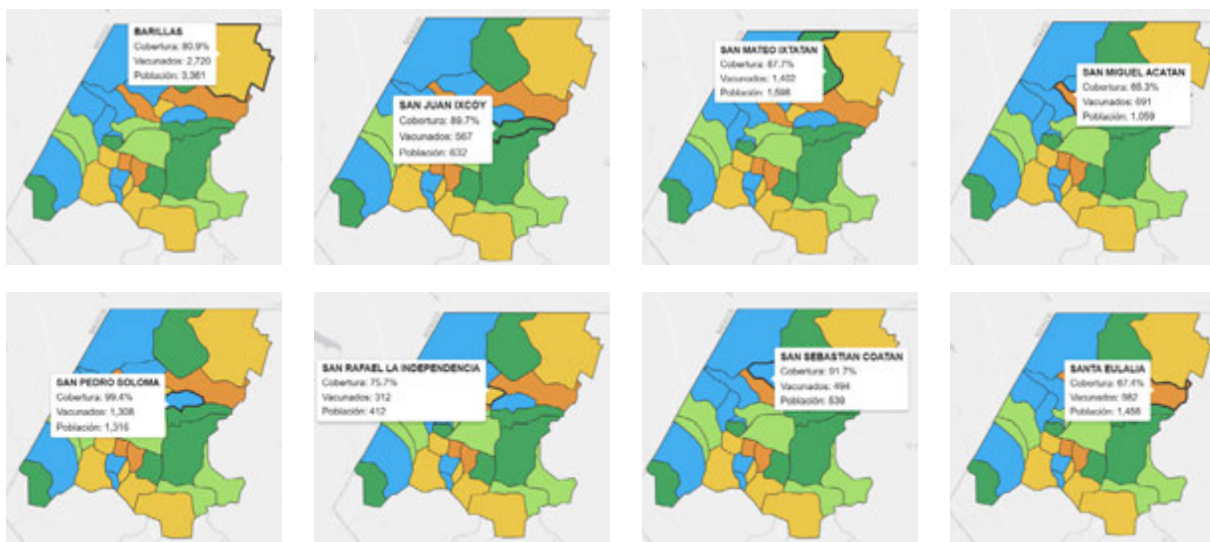 BARILLAS
Cobertura: 80.9%
Vacunados: 2,720
Población: 3,361
SAN JUAN IXCOY
Cobertura: 89.7%
Vacunados: 567
Población: 632
SAN MATEO IXTATAN
Cobertura: 87.7%
Vacunados: 1,402
Población: 1,598
SAN MIGUEL ACATAN
Cobertura: 65.3%
Vacunados: 691
Población: 1,059
SAN PEDRO SOLOMA
Cobertura: 99.4%
Vacunados: 1,308
Población: 1,316
SAN RAFAEL LA INDEPENDENCIA
Cobertura: 75.7%
Vacunados: 312
Población: 412
SAN SEBASTIAN COATAN
Cobertura: 91.7%
Vacunados: 494
Población: 539
SANTA EULALIA
Cobertura: 67.4%
Vacunados: 982
Población: 1,458